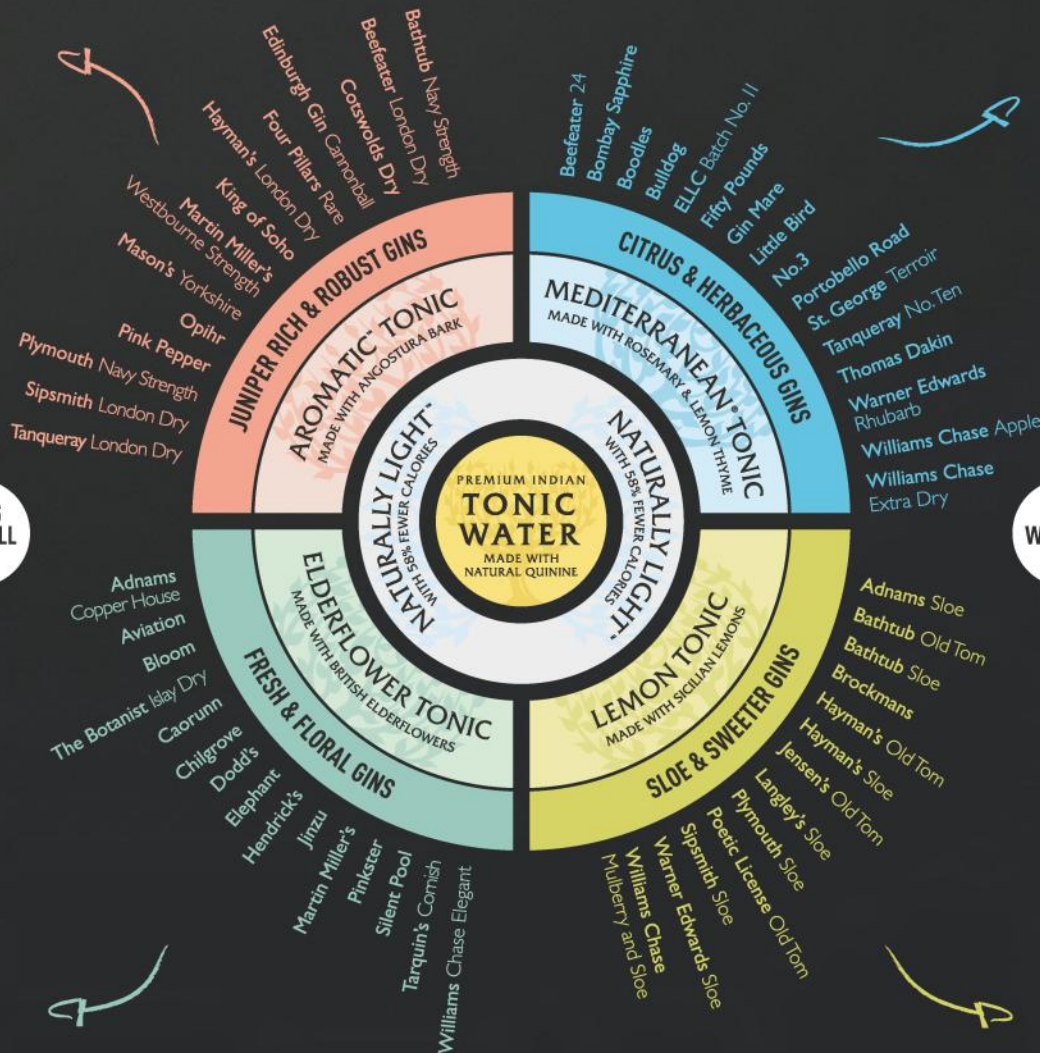 Bathtub Navy Strength
Beefeater London Dry
Cotswolds Dry
Edinburgh Gin Cannonball
Four Pillars Rare
Hayman's London Dry
King of Soho
Martin Miller's
Westbourne Strength
Mason's Yorkshire
Opihr
Pink Pepper
Plymouth Navy Strength
Sipsmith London Dry
Tanqueray London Dry
JUNIPER RICH & ROBUST GINS
AROMATIC™ TONIC
MADE WITH ANGOSTURA BARK
Beefeater 24
Bombay Sapphire
Boodles
Bulldog
ELLC Batch No. 11
Fifty Pounds
Gin Mare
Little Bird
No.3
Portobello Road
St. George Terroir
Tanqueray No. Ten
Thomas Dakin
Warner Edwards
Rhubarb
Williams Chase Apple
Williams Chase
Extra Dry
CITRUS & HERBACEOUS GINS
MEDITERRANEAN® TONIC
MADE WITH ROSEMARY & LEMON THYME
NATURALLY LIGHT™
WITH 58% FEWER CALORIES
PREMIUM INDIAN
TONIC
WATER
MADE WITH
NATURAL QUININE
NATURALLY LIGHT™
WITH 58% FEWER CALORIES
LL
W
ELDERFLOWER TONIC
MADE WITH BRITISH ELDERFLOWERS
FRESH & FLORAL GINS
Adnams
Copper House
Aviation
Bloom
The Botanist Islay Dry
Caorunn
Chilgrove
Dodd's
Elephant
Hendrick's
Jinzu
Martin Miller's
Pinkster
Silent Pool
Tarquin's Cornish
Williams Chase Elegant
LEMON TONIC
MADE WITH SICILIAN LEMONS
SLOE & SWEETER GINS
Adnams Sloe
Bathtub Old Tom
Bathtub Sloe
Brockmans
Hayman's Old Tom
Hayman's Sloe
Jensen's Old Tom
Langley's Sloe
Plymouth Sloe
Poetic License Old Tom
Sipsmith Sloe
Warner Edwards Sloe
Williams Chase
Mulberry and Sloe